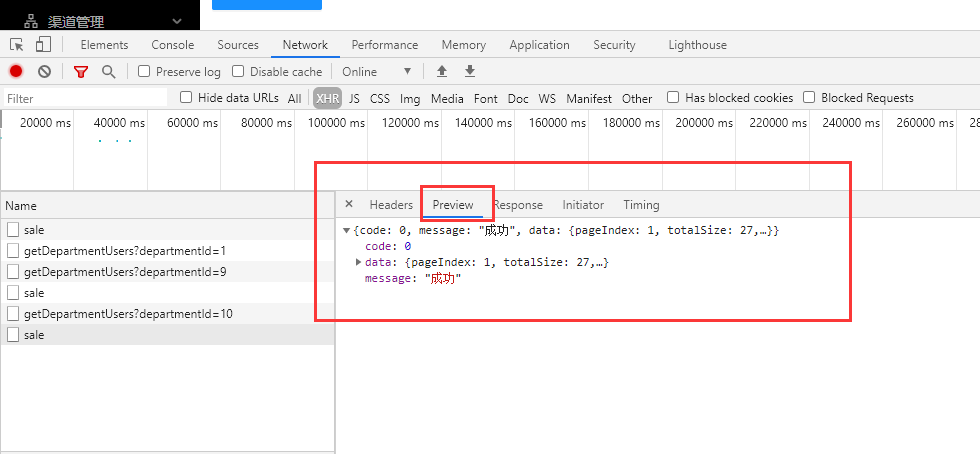 渠道管理
Elements Console Sources Network Performance Memory Application Security Lighthouse
Preserve log Disable cache Online
Filter Hide data URLs All XHR JS CSS Img Media Font Doc WS Manifest Other Has blocked cookies Blocked Requests
20000 ms 40000 ms 60000 ms 80000 ms 100000 ms 120000 ms 140000 ms 160000 ms 180000 ms 200000 ms 220000 ms 240000 ms 260000 ms 28
Name
Headers Preview Response Initiator Timing
sale
getDepartmentUsers?departmentId=1
getDepartmentUsers?departmentId=9
sale
getDepartmentUsers?departmentId=10
sale
{code: 0, message: "成功", data: {pageIndex: 1, totalSize: 27,…}}
code: 0
data: {pageIndex: 1, totalSize: 27,…}
message: "成功"